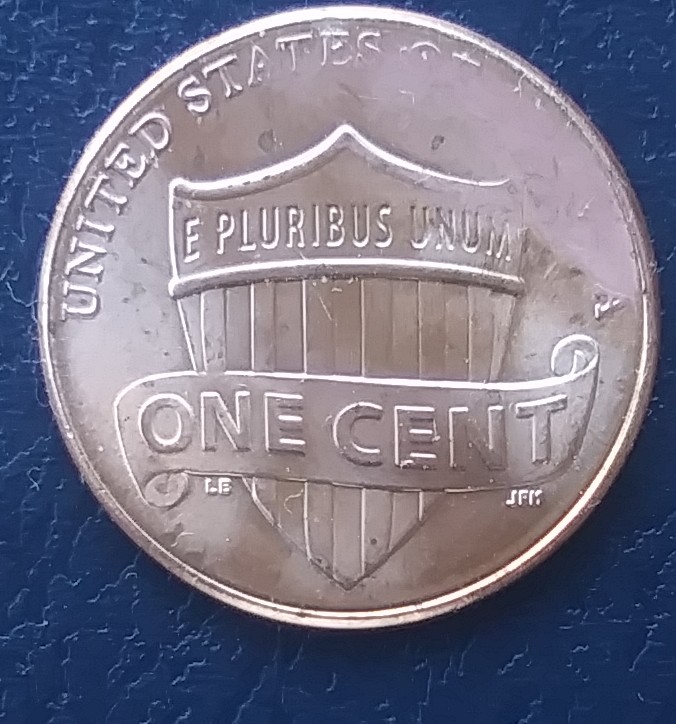 UNITED STATES
E PLURIBUS UNUM
ONE CENT
LB
JFM